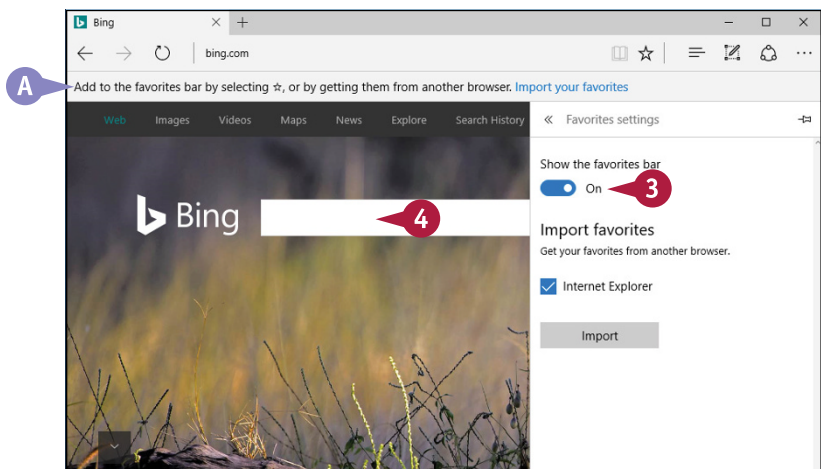 Bing
bing.com
A
Add to the favorites bar by selecting ☆, or by getting them from another browser. Import your favorites
Web Images Videos Maps News Explore Search History
Favorites settings
Show the favorites bar
On
3
Bing
4
Import favorites
Get your favorites from another browser.
Internet Explorer
Import